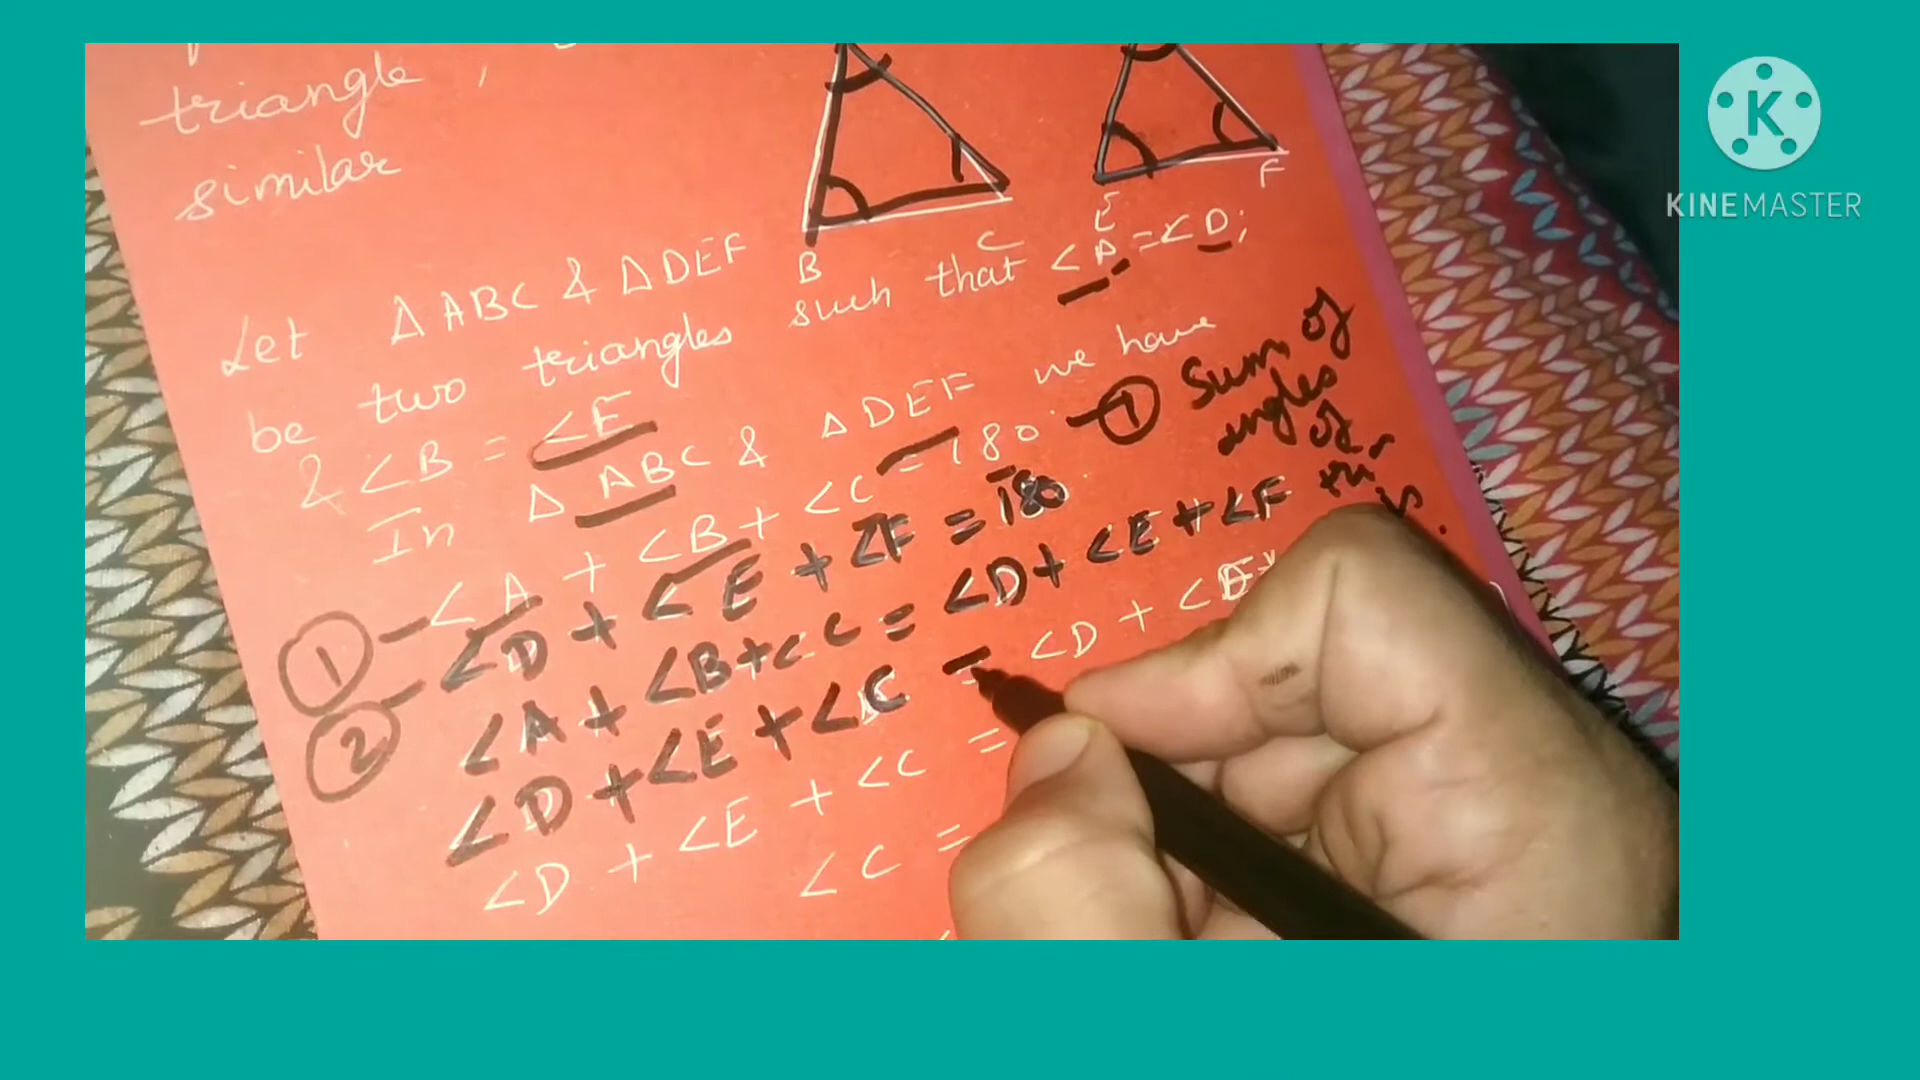 triangle,
similar
B
C
E
F
Let △ABC & △DEF
be two triangles such that ∠A = ∠D;
& ∠B = ∠E
In △ABC & △DEF we have
① — ∠A + ∠B + ∠C = 180 — ① Sum of
angles
of
② — ∠D + ∠E + ∠F = 180
∠A + ∠B + ∠C = ∠D + ∠E + ∠F
∠D + ∠E + ∠C = ∠D +
∠D + ∠E + ∠C =
∠C =
K
KINEMASTER